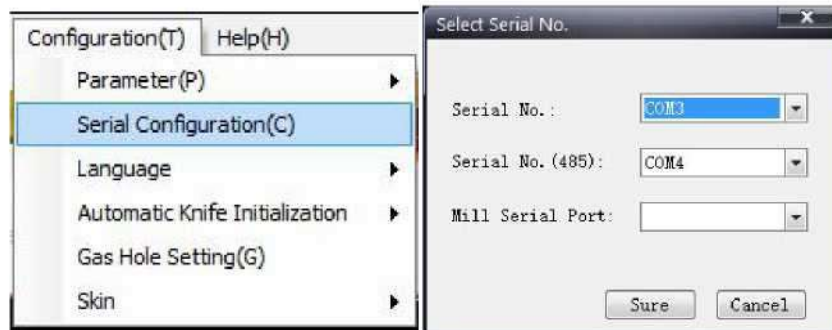 Configuration(T) Help(H)
Parameter(P)
Serial Configuration(C)
Language
Automatic Knife Initialization
Gas Hole Setting(G)
Skin
Select Serial No.
Serial No.: COM3
Serial No.(485): COM4
Mill Serial Port:
Sure Cancel